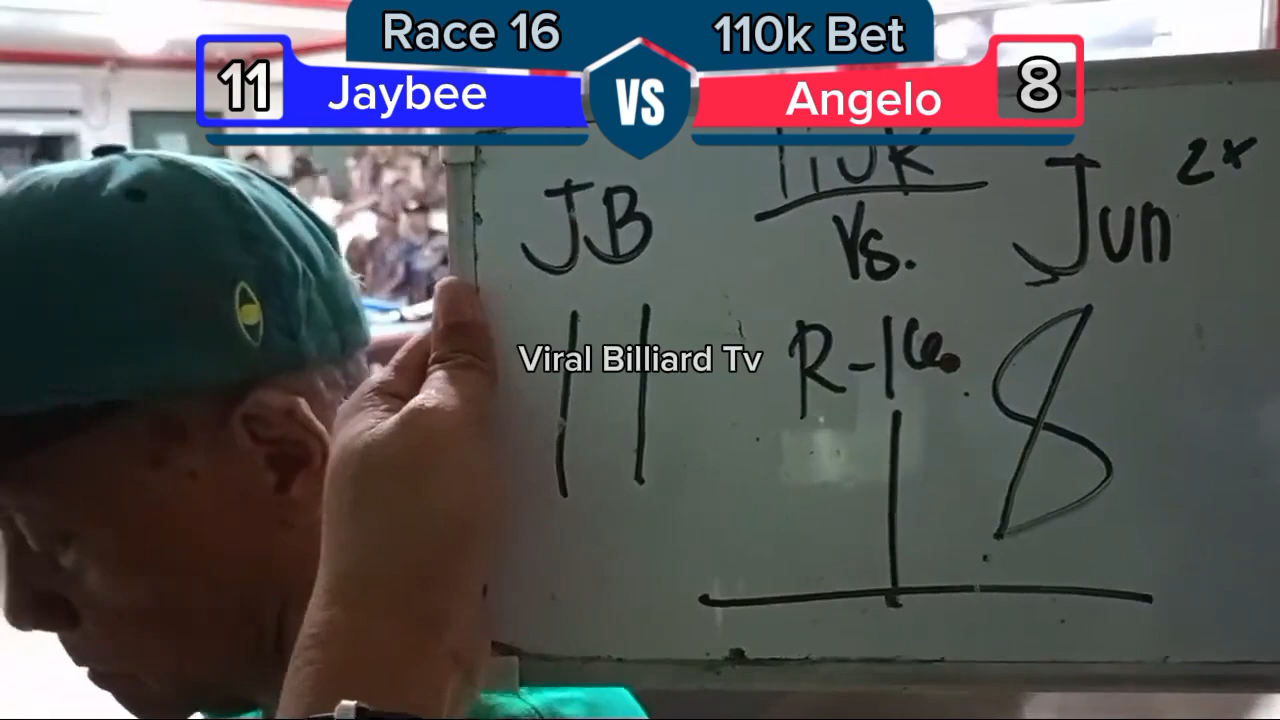 Race 16 110k Bet
11 Jaybee VS Angelo 8
110K
JB Vs. Jun 2x
11 R-16. 8
Viral Billiard Tv